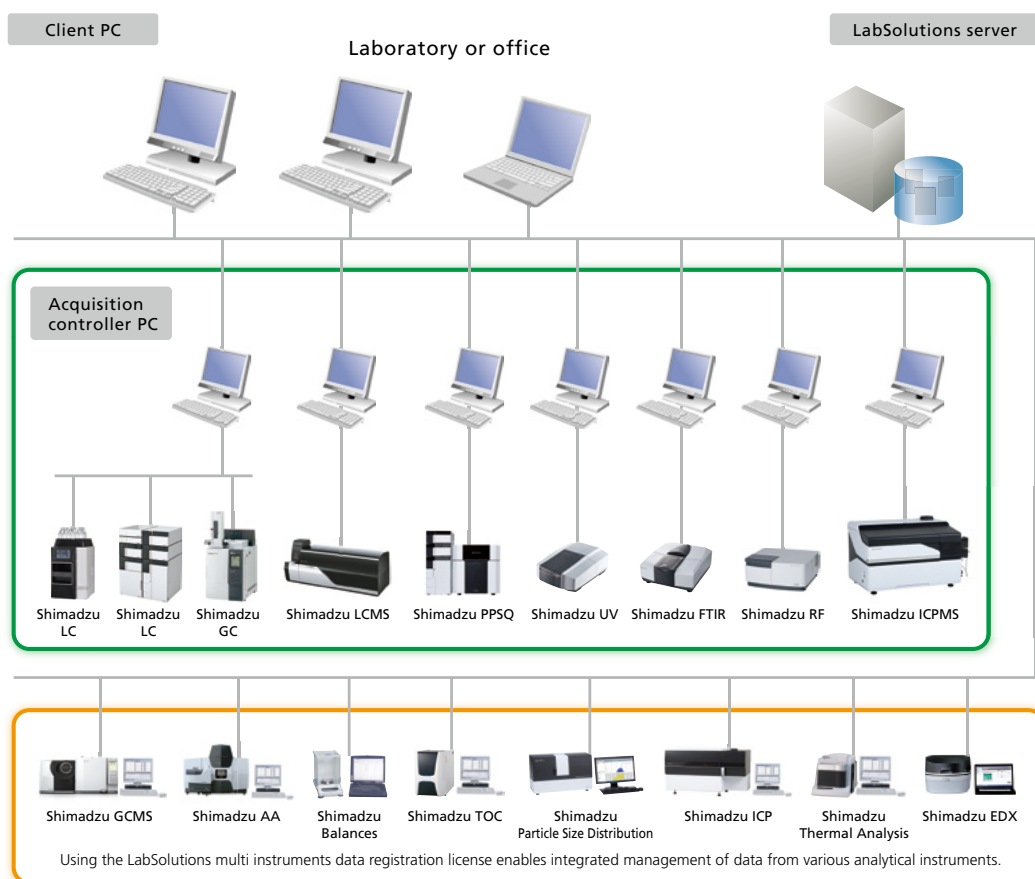 Client PC
Laboratory or office
LabSolutions server
Acquisition
controller PC
Shimadzu
LC
Shimadzu
LC
Shimadzu
GC
Shimadzu LCMS
Shimadzu PPSQ
Shimadzu UV
Shimadzu FTIR
Shimadzu RF
Shimadzu ICPMS
Shimadzu GCMS
Shimadzu AA
Shimadzu
Balances
Shimadzu TOC
Shimadzu
Particle Size Distribution
Shimadzu ICP
Shimadzu
Thermal Analysis
Shimadzu EDX
Using the LabSolutions multi instruments data registration license enables integrated management of data from various analytical instruments.